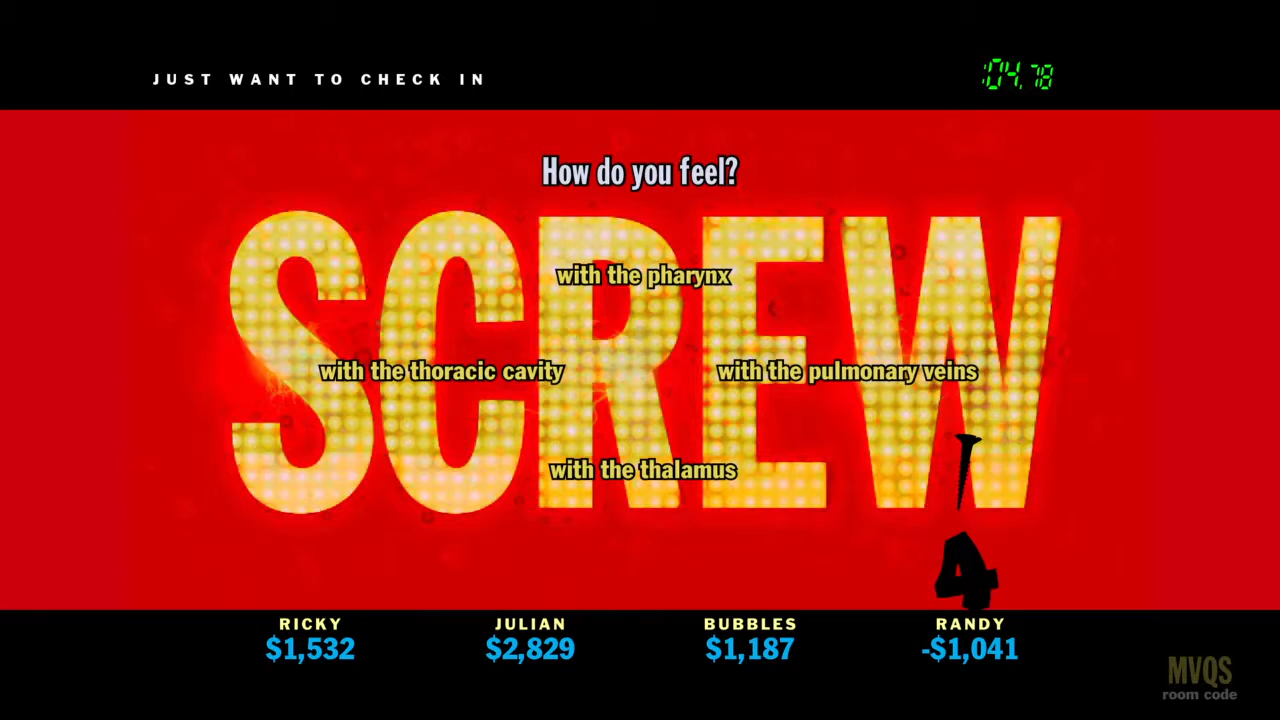 JUST WANT TO CHECK IN
:04.78
How do you feel?
SCREW
with the pharynx
with the thoracic cavity
with the pulmonary veins
with the thalamus
4
RICKY
$1,532
JULIAN
$2,829
BUBBLES
$1,187
RANDY
-$1,041
MVQS
room code